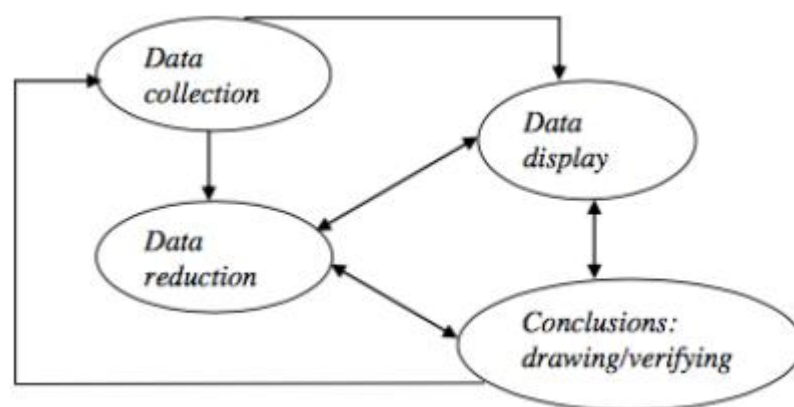 Data
collection
Data
display
Data
reduction
Conclusions:
drawing/verifying